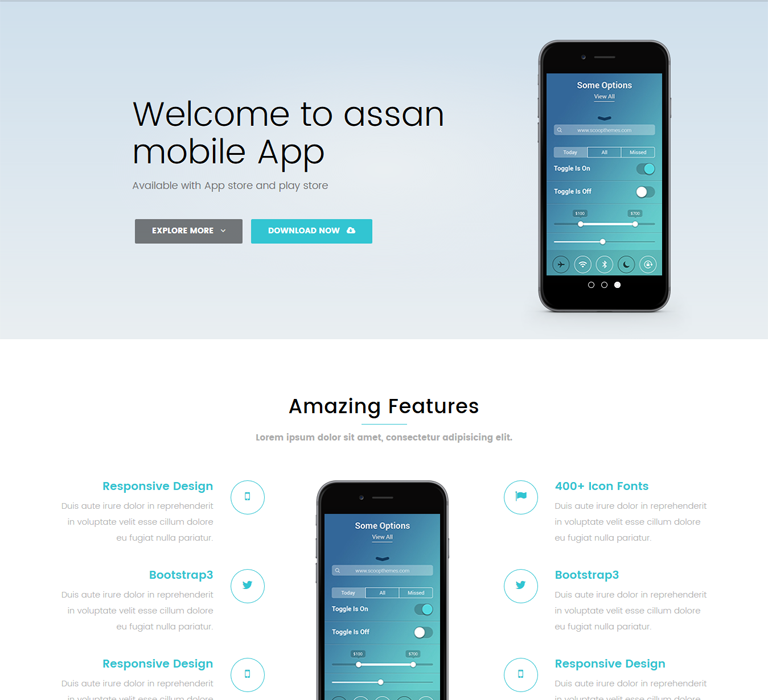 Welcome to assan
mobile App
Available with App store and play store
EXPLORE MORE
DOWNLOAD NOW
Some Options
View All
www.scoopthemes.com
Today All Missed
Toggle Is On
Toggle Is Off
$100 $700
Amazing Features
Lorem ipsum dolor sit amet, consectetur adipisicing elit.
Responsive Design
Duis aute irure dolor in reprehenderit
in voluptate velit esse cillum dolore
eu fugiat nulla pariatur.
Bootstrap3
Duis aute irure dolor in reprehenderit
in voluptate velit esse cillum dolore
eu fugiat nulla pariatur.
Responsive Design
Duis aute irure dolor in reprehenderit
Some Options
View All
www.scoopthemes.com
Today All Missed
Toggle Is On
Toggle Is Off
$100 $700
400+ Icon Fonts
Duis aute irure dolor in reprehenderit
in voluptate velit esse cillum dolore
eu fugiat nulla pariatur.
Bootstrap3
Duis aute irure dolor in reprehenderit
in voluptate velit esse cillum dolore
eu fugiat nulla pariatur.
Responsive Design
Duis aute irure dolor in reprehenderit